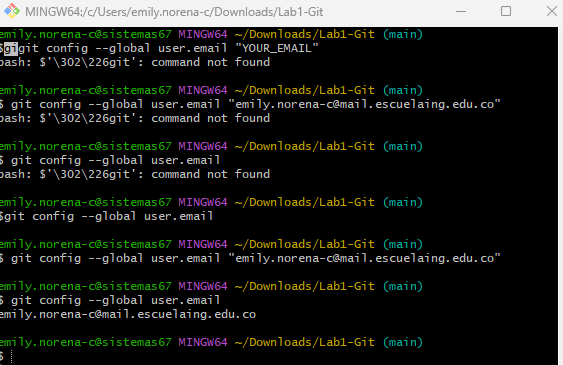 MINGW64:/c/Users/emily.norena-c/Downloads/Lab1-Git
emily.norena-c@sistemas67 MINGW64 ~/Downloads/Lab1-Git (main)
$gigit config --global user.email "YOUR_EMAIL"
bash: $'\302\226git': command not found
emily.norena-c@sistemas67 MINGW64 ~/Downloads/Lab1-Git (main)
$ git config --global user.email "emily.norena-c@mail.escuelaing.edu.co"
bash: $'\302\226git': command not found
emily.norena-c@sistemas67 MINGW64 ~/Downloads/Lab1-Git (main)
$ git config --global user.email
bash: $'\302\226git': command not found
emily.norena-c@sistemas67 MINGW64 ~/Downloads/Lab1-Git (main)
$git config --global user.email
emily.norena-c@sistemas67 MINGW64 ~/Downloads/Lab1-Git (main)
$ git config --global user.email "emily.norena-c@mail.escuelaing.edu.co"
emily.norena-c@sistemas67 MINGW64 ~/Downloads/Lab1-Git (main)
$ git config --global user.email
emily.norena-c@mail.escuelaing.edu.co
emily.norena-c@sistemas67 MINGW64 ~/Downloads/Lab1-Git (main)
$